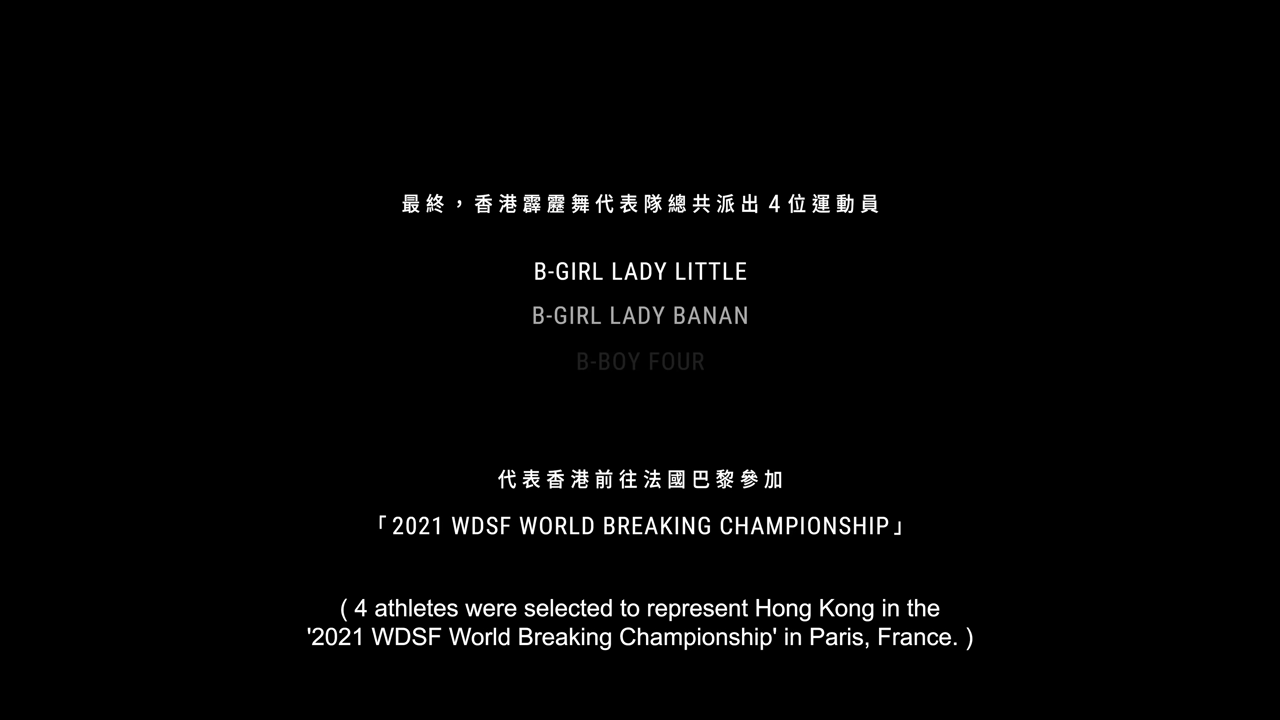 最終，香港霹靂舞代表隊總共派出 4位運動員
B-GIRL LADY LITTLE
B-GIRL LADY BANAN
B-BOY FOUR
代表香港前往法國巴黎參加
「2021 WDSF WORLD BREAKING CHAMPIONSHIP」
( 4 athletes were selected to represent Hong Kong in the
'2021 WDSF World Breaking Championship' in Paris, France. )